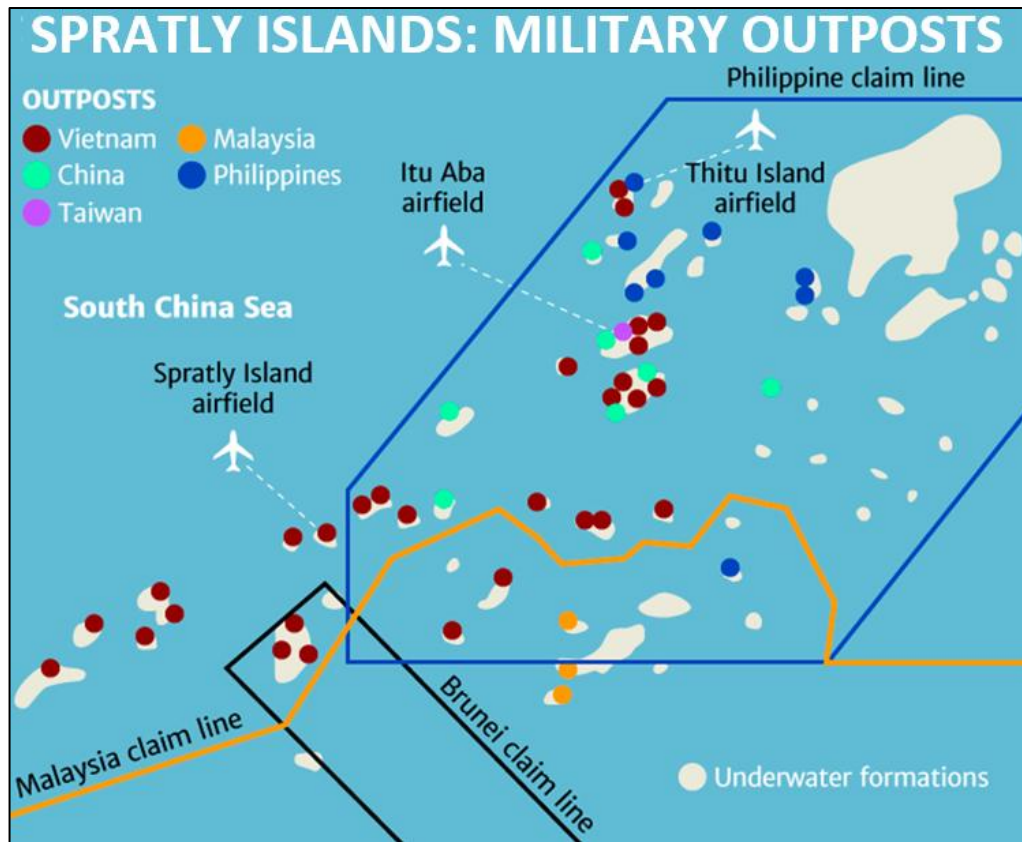 SPRATLY ISLANDS: MILITARY OUTPOSTS
Philippine claim line
OUTPOSTS
Vietnam
Malaysia
China
Philippines
Taiwan
Itu Aba
airfield
Thitu Island
airfield
South China Sea
Spratly Island
airfield
Malaysia claim line
Brunei claim line
Underwater formations